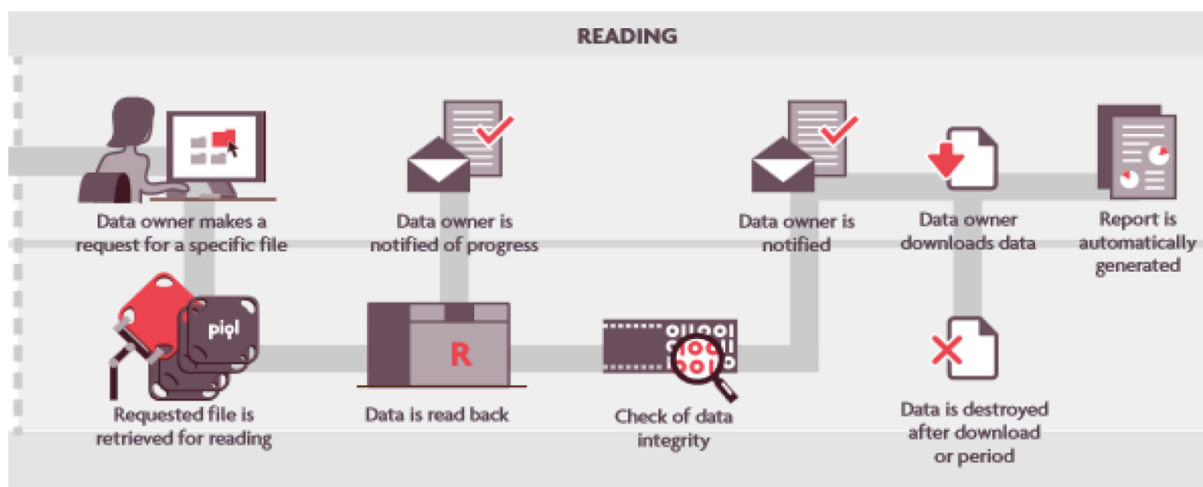 READING
Data owner makes a
request for a specific file
Data owner is
notified of progress
Data owner is
notified
Data owner
downloads data
Report is
automatically
generated
piql
R
Requested file is
retrieved for reading
Data is read back
Check of data
integrity
Data is destroyed
after download
or period